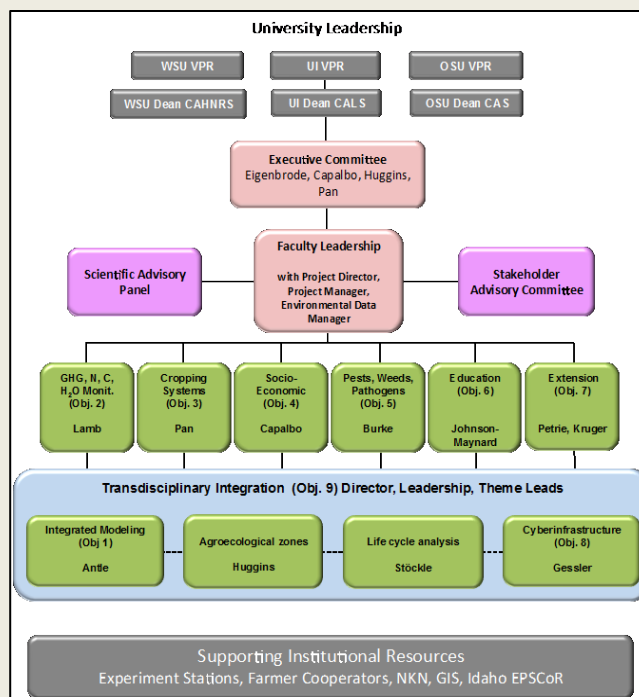 University Leadership
WSU VPR
UI VPR
OSU VPR
WSU Dean CAHNRS
UI Dean CALS
OSU Dean CAS
Executive Committee
Eigenbrode, Capalbo, Huggins,
Pan
Faculty Leadership
with Project Director,
Project Manager,
Environmental Data
Manager
Scientific Advisory
Panel
Stakeholder
Advisory Committee
GHG, N, C,
H₂O Monit.
(Obj. 2)
Lamb
Cropping
Systems
(Obj. 3)
Pan
Socio-
Economic
(Obj. 4)
Capalbo
Pests, Weeds,
Pathogens
(Obj. 5)
Burke
Education
(Obj. 6)
Johnson-
Maynard
Extension
(Obj. 7)
Petrie, Kruger
Transdisciplinary Integration (Obj. 9) Director, Leadership, Theme Leads
Integrated Modeling
(Obj 1)
Antle
Agroecological zones
Huggins
Life cycle analysis
Stöckle
Cyberinfrastructure
(Obj. 8)
Gessler
Supporting Institutional Resources
Experiment Stations, Farmer Cooperators, NKN, GIS, Idaho EPSCoR